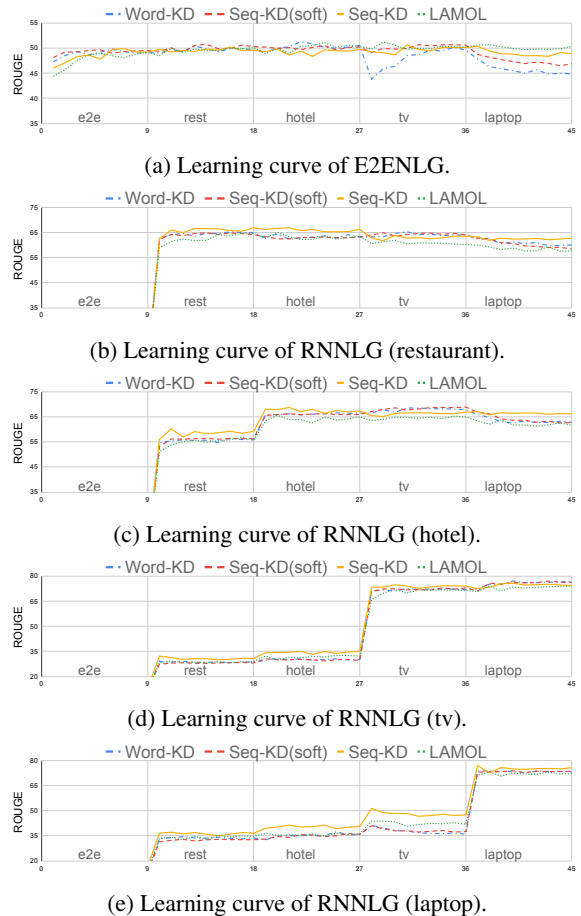 Word-KD Seq-KD(soft) Seq-KD LAMOL
ROUGE
55
50
45
40
35
e2e rest hotel tv laptop
0 9 18 27 36 45
(a) Learning curve of E2ENLG.
Word-KD Seq-KD(soft) Seq-KD LAMOL
ROUGE
75
65
55
45
35
e2e rest hotel tv laptop
0 9 18 27 36 45
(b) Learning curve of RNNLG (restaurant).
Word-KD Seq-KD(soft) Seq-KD LAMOL
ROUGE
75
65
55
45
35
e2e rest hotel tv laptop
0 9 18 27 36 45
(c) Learning curve of RNNLG (hotel).
Word-KD Seq-KD(soft) Seq-KD LAMOL
ROUGE
80
65
50
35
20
e2e rest hotel tv laptop
0 9 18 27 36 45
(d) Learning curve of RNNLG (tv).
Word-KD Seq-KD(soft) Seq-KD LAMOL
ROUGE
80
65
50
35
20
e2e rest hotel tv laptop
0 9 18 27 36 45
(e) Learning curve of RNNLG (laptop).